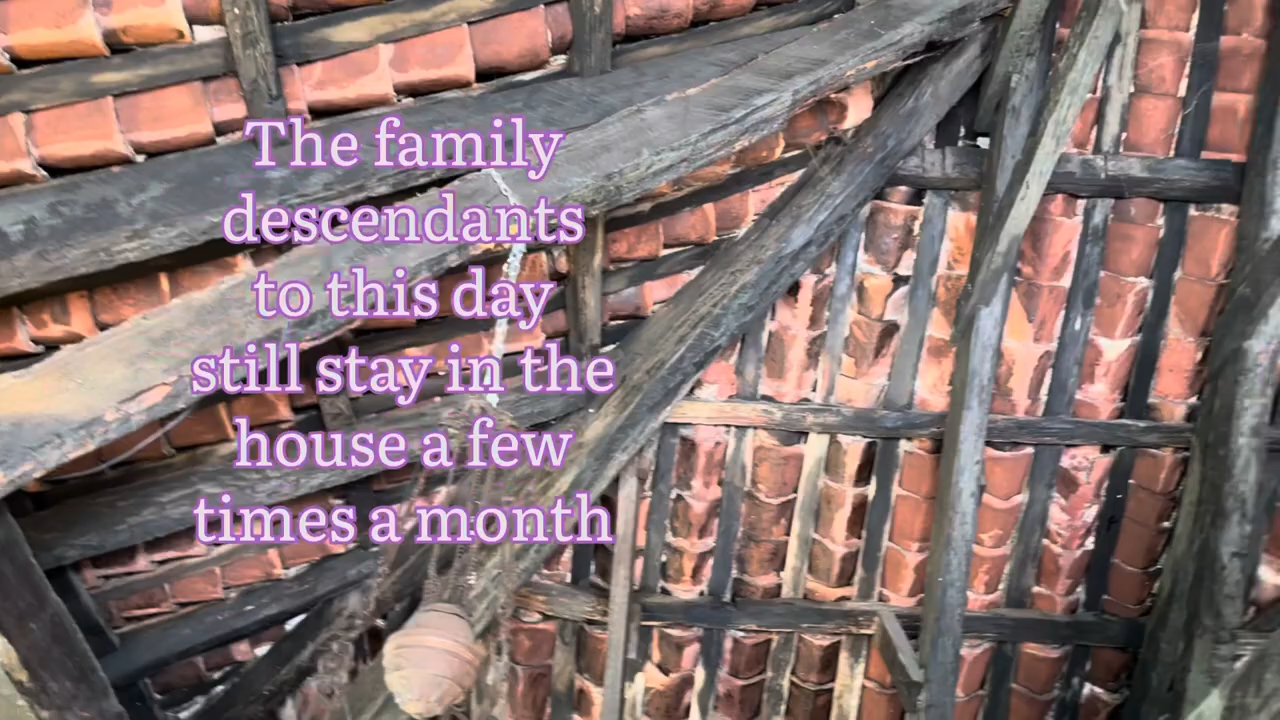 The family
descendants
to this day
still stay in the
house a few
times a month